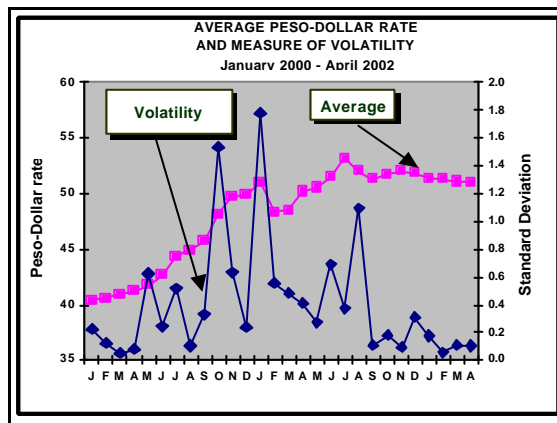 AVERAGE PESO-DOLLAR RATE
AND MEASURE OF VOLATILITY
January 2000 - April 2002
60
55
50
45
40
35
Peso-Dollar rate
Volatility
Average
2.0
1.8
1.6
1.4
1.2
1.0
0.8
0.6
0.4
0.2
0.0
Standard Deviation
J F M A M J J A S O N D J F M A M J J A S O N D J F M A